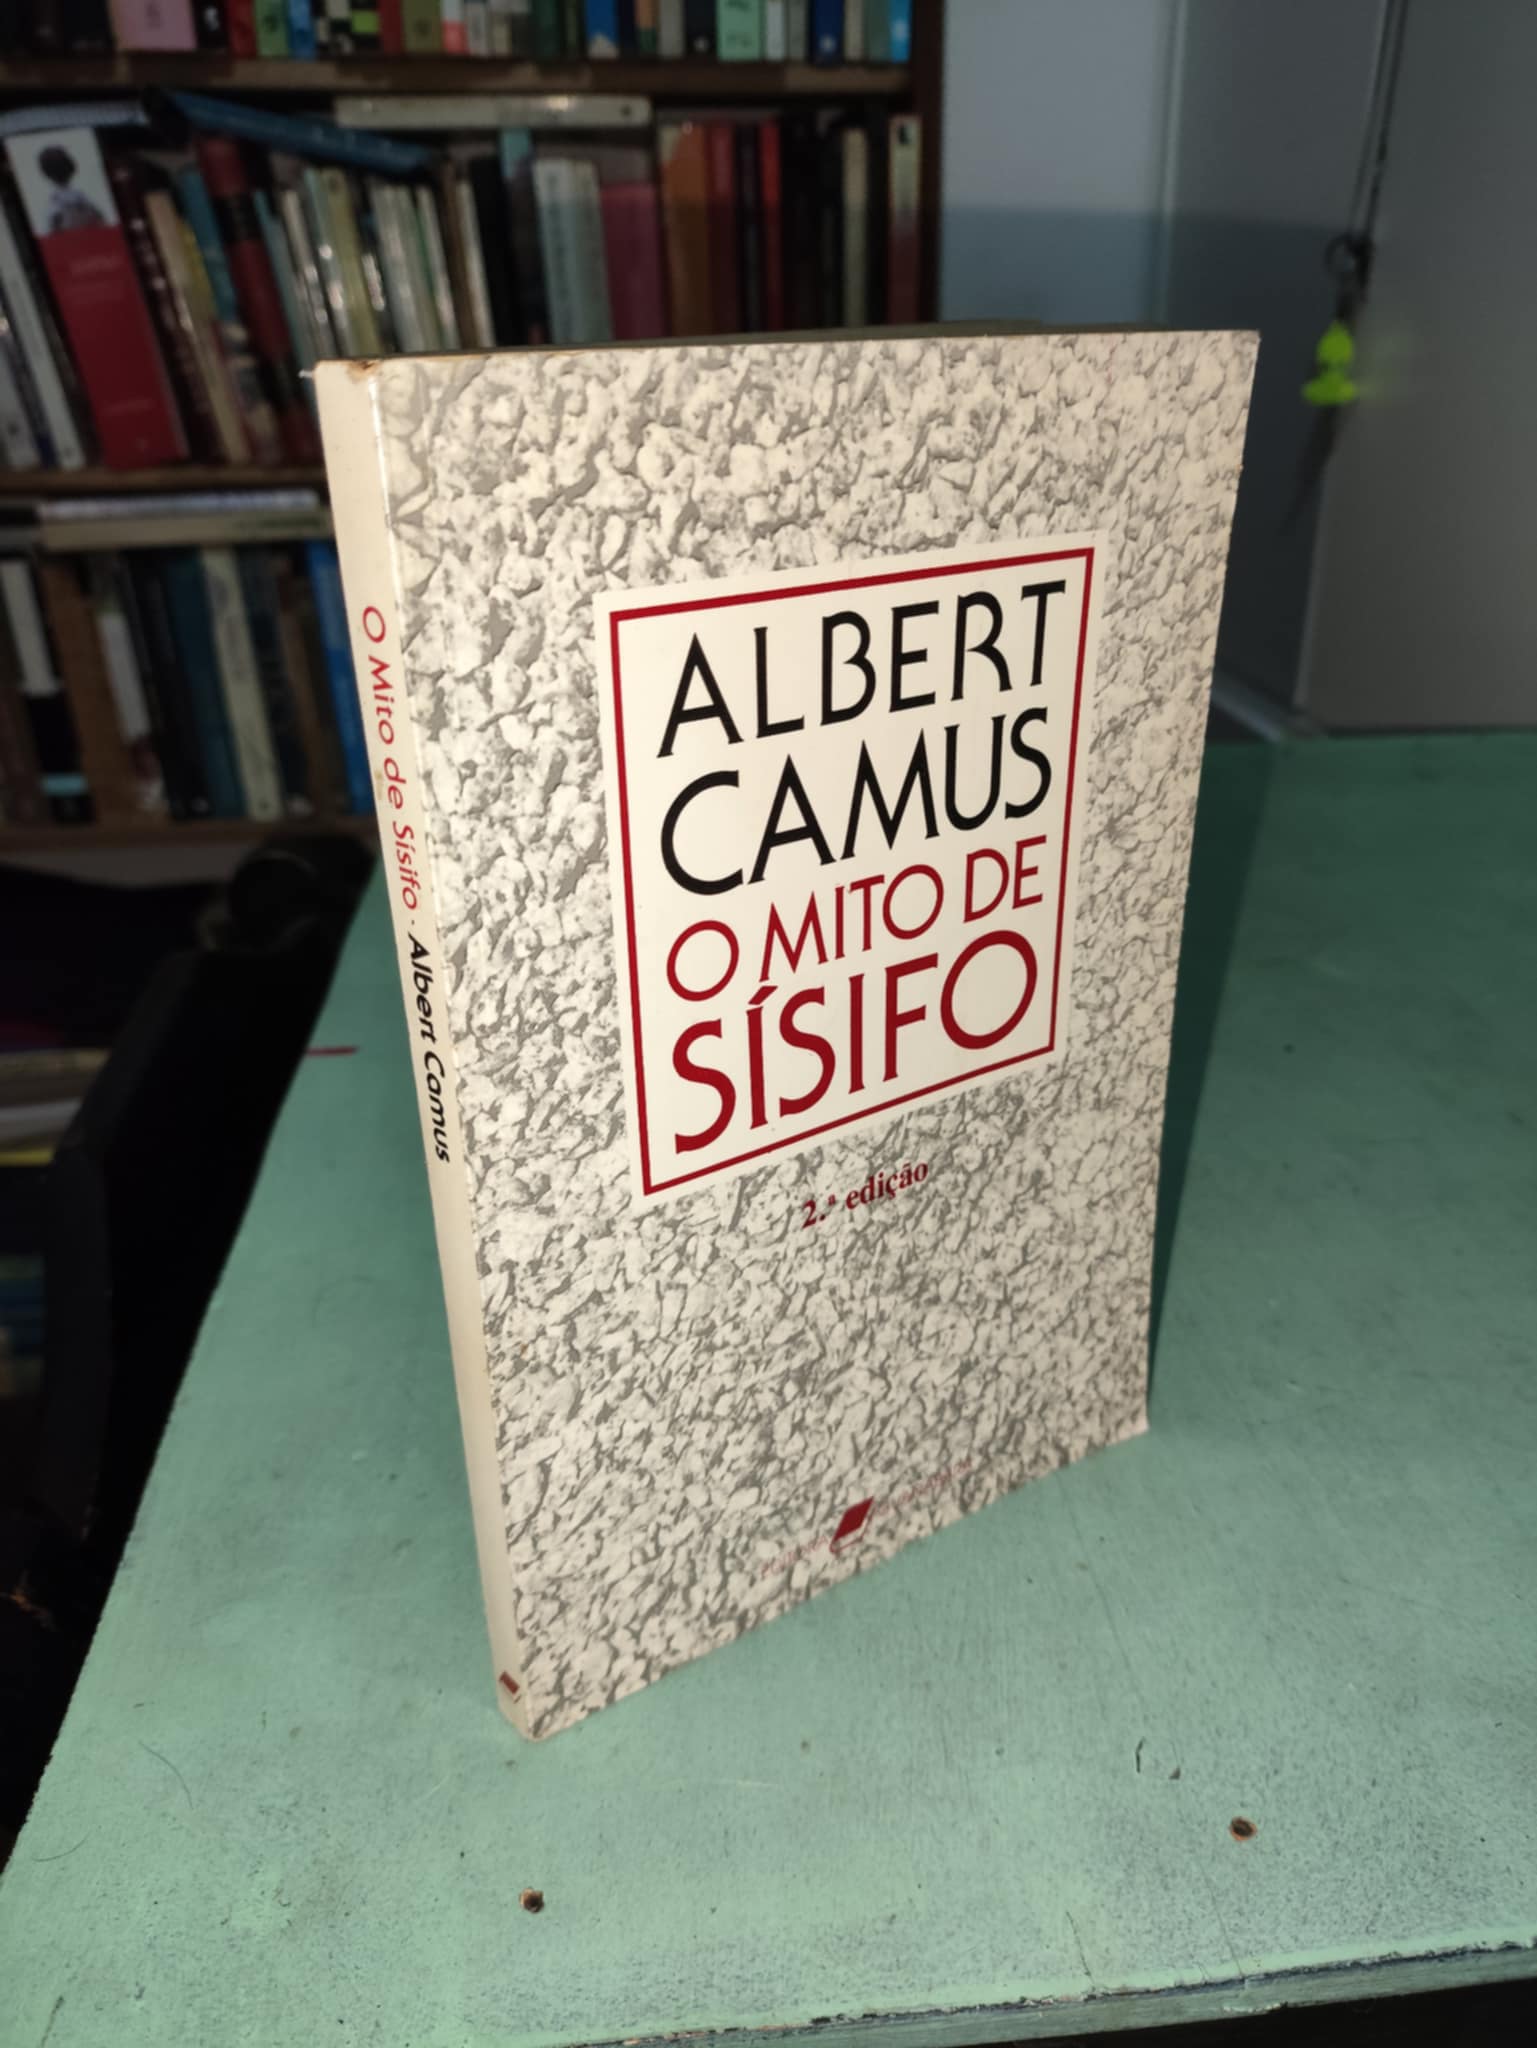 ALBERT
CAMUS
O MITO DE
SÍSIFO
2.ª edição
O Mito de Sísifo · Albert Camus